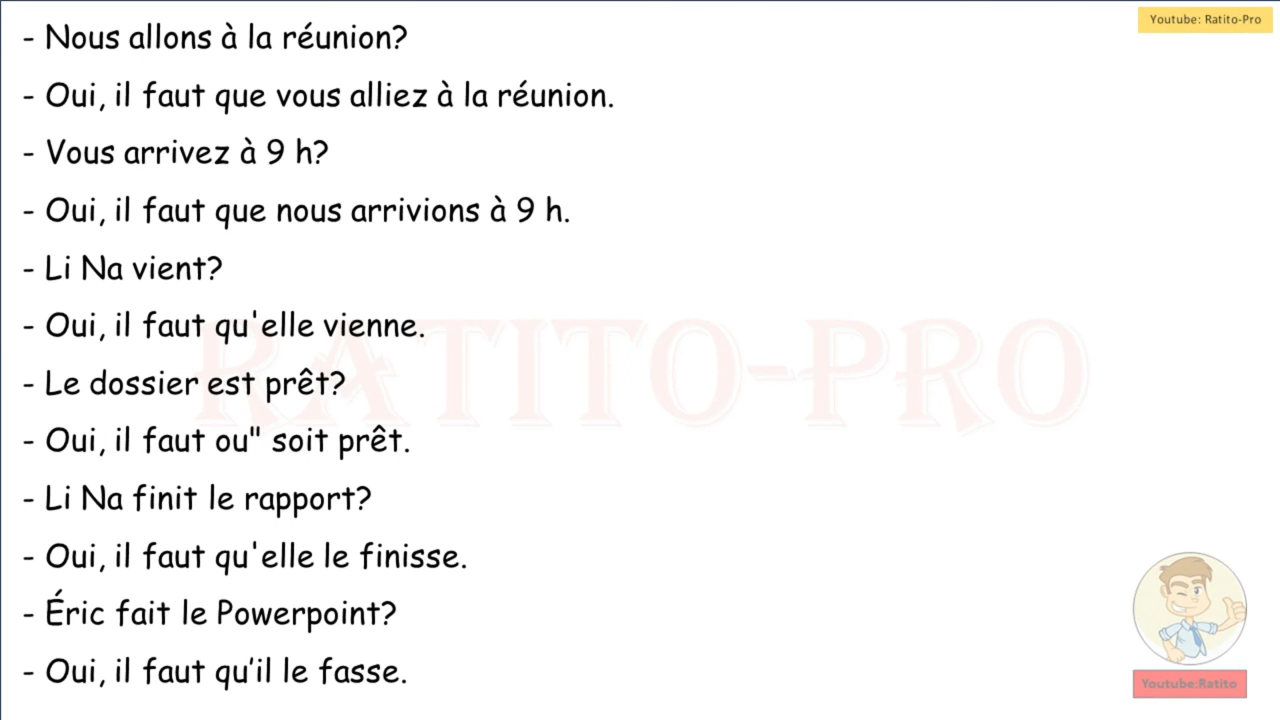 Youtube: Ratito-Pro
- Nous allons à la réunion?
- Oui, il faut que vous alliez à la réunion.
- Vous arrivez à 9 h?
- Oui, il faut que nous arrivions à 9 h.
- Li Na vient?
- Oui, il faut qu'elle vienne.
RATITO-PRO
- Le dossier est prêt?
- Oui, il faut ou" soit prêt.
- Li Na finit le rapport?
- Oui, il faut qu'elle le finisse.
- Éric fait le Powerpoint?
- Oui, il faut qu’il le fasse.
Youtube:Ratito